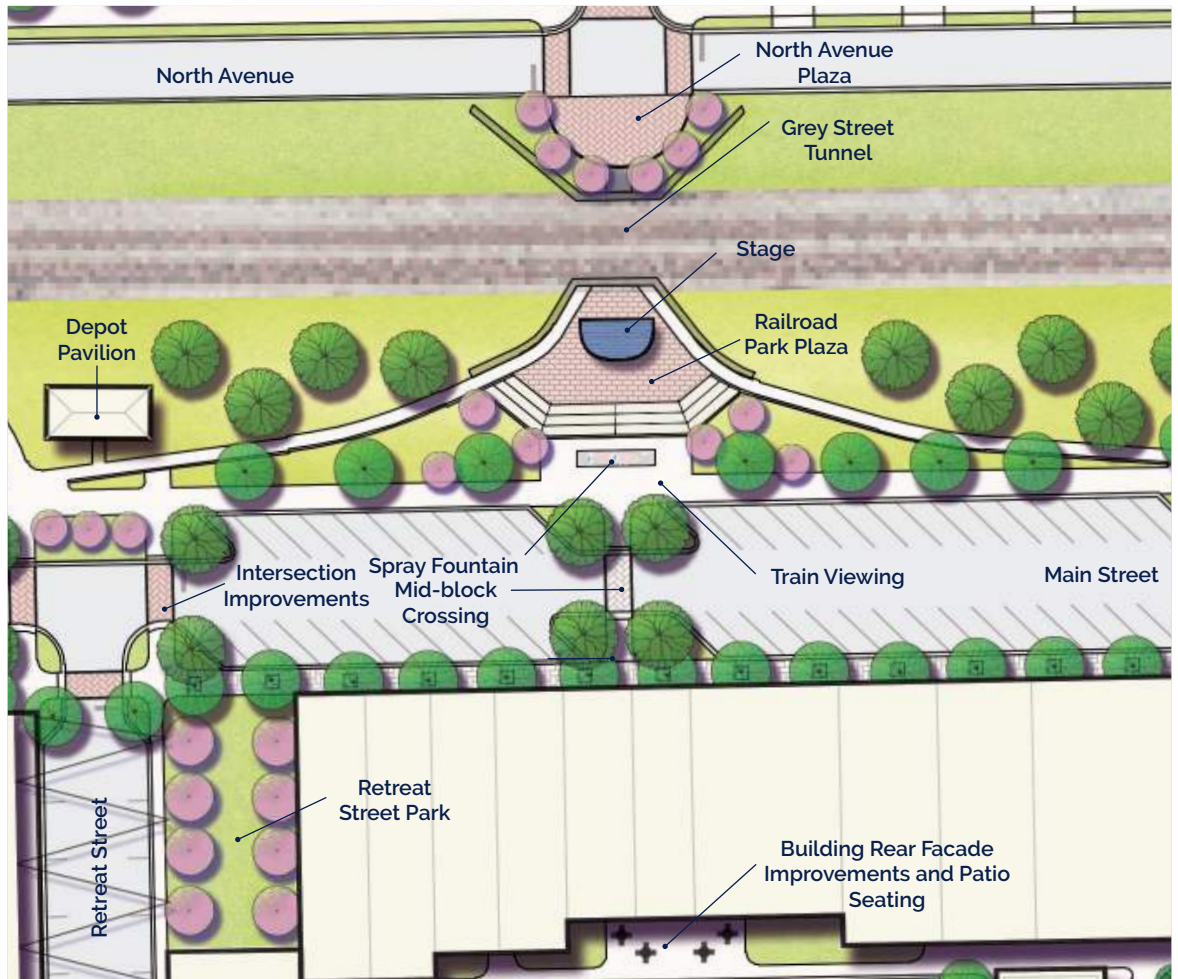 North Avenue
North Avenue
Plaza
Grey Street
Tunnel
Stage
Depot
Pavilion
Railroad
Park Plaza
Intersection
Improvements
Spray Fountain
Mid-block
Crossing
Train Viewing
Main Street
Retreat
Street Park
Retreat Street
Building Rear Facade
Improvements and Patio
Seating